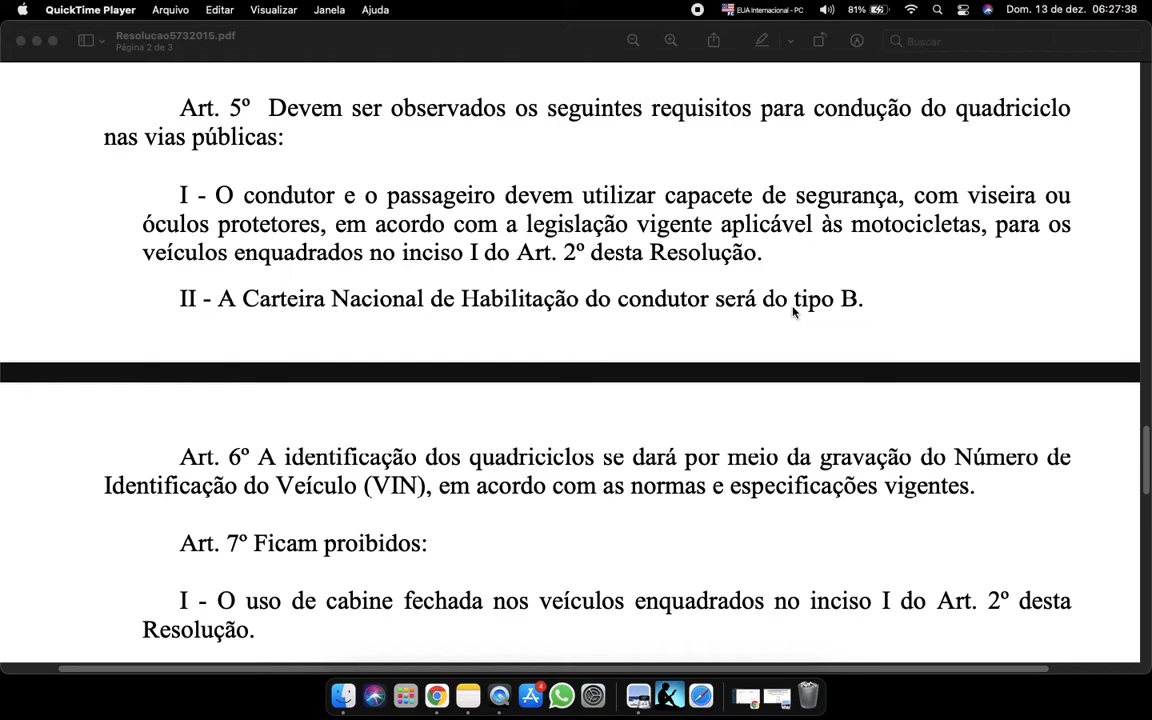 QuickTime Player Arquivo Editar Visualizar Janela Ajuda EUA Internacional - PC 81% Dom. 13 de dez. 06:27:38
Resolucao5732015.pdf
Página 2 de 3
Buscar
Art. 5º Devem ser observados os seguintes requisitos para condução do quadriciclo
nas vias públicas:
I - O condutor e o passageiro devem utilizar capacete de segurança, com viseira ou
óculos protetores, em acordo com a legislação vigente aplicável às motocicletas, para os
veículos enquadrados no inciso I do Art. 2º desta Resolução.
II - A Carteira Nacional de Habilitação do condutor será do tipo B.
Art. 6º A identificação dos quadriciclos se dará por meio da gravação do Número de
Identificação do Veículo (VIN), em acordo com as normas e especificações vigentes.
Art. 7º Ficam proibidos:
I - O uso de cabine fechada nos veículos enquadrados no inciso I do Art. 2º desta
Resolução.
4